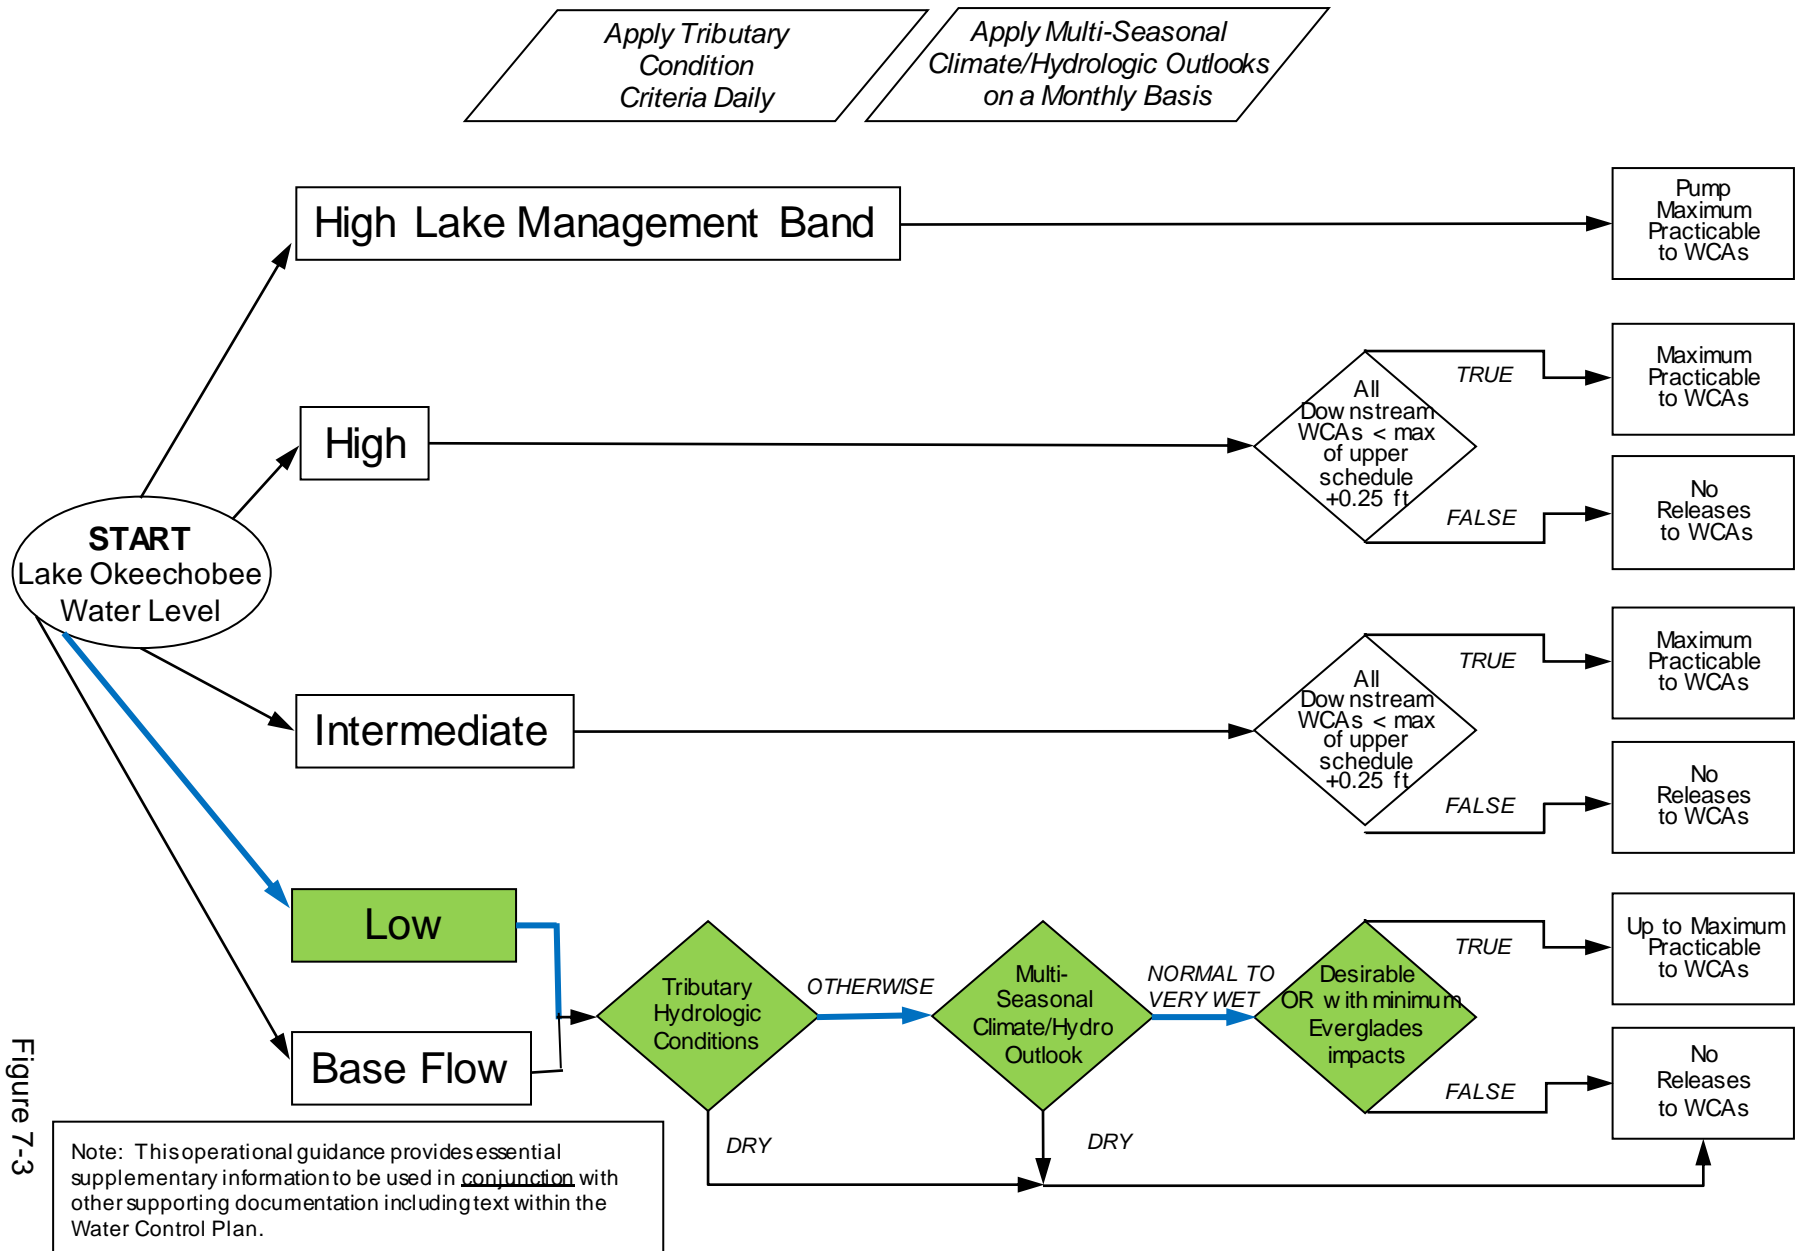 Apply Tributary
Condition
Criteria Daily
Apply Multi-Seasonal
Climate/Hydrologic Outlooks
on a Monthly Basis
High Lake Management Band
Pump
Maximum
Practicable
to WCAs
High
All
Downstream
WCAs < max
of upper
schedule
+0.25 ft
TRUE
Maximum
Practicable
to WCAs
FALSE
No
Releases
to WCAs
START
Lake Okeechobee
Water Level
Intermediate
All
Downstream
WCAs < max
of upper
schedule
+0.25 ft
TRUE
Maximum
Practicable
to WCAs
FALSE
No
Releases
to WCAs
Low
Base Flow
Tributary
Hydrologic
Conditions
OTHERWISE
DRY
Multi-
Seasonal
Climate/Hydro
Outlook
NORMAL TO
VERY WET
DRY
Desirable
OR with minimum
Everglades
impacts
TRUE
Up to Maximum
Practicable
to WCAs
FALSE
No
Releases
to WCAs
Note: This operational guidance provides essential
supplementary information to be used in conjunction with
other supporting documentation including text within the
Water Control Plan.
Figure 7-3